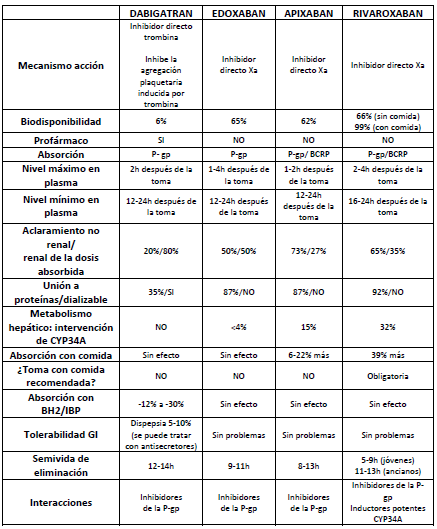 DABIGATRAN EDOXABAN APIXABAN RIVAROXABAN
Mecanismo acción
Inhibidor directo
trombina
Inhibe la
agregación
plaquetaria
inducida por
trombina
Inhibidor
directo Xa
Inhibidor
directo Xa
Inhibidor directo Xa
Biodisponibilidad 6% 65% 62% 66% (sin comida)
99% (con comida)
Profármaco SI NO NO NO
Absorción P- gp P-gp P-gp/ BCRP P-gp/BCRP
Nivel máximo en
plasma
2h después de la
toma
1-4h después de
la toma
1-2h después
de la toma
2-4h después de la
toma
Nivel mínimo en
plasma
12-24h después de
la toma
12-24h después de
la toma
12-24h
después de la
toma
16-24h después de la
toma
Aclaramiento no
renal/
renal de la dosis
absorbida
20%/80% 50%/50% 73%/27% 65%/35%
Unión a
proteínas/dializable
35%/SI 87%/NO 87%/NO 92%/NO
Metabolismo
hepático: intervención
de CYP34A
NO <4% 15% 32%
Absorción con comida Sin efecto Sin efecto 6-22% más 39% más
¿Toma con comida
recomendada?
NO NO NO Obligatoria
Absorción con
BH2/IBP
-12% a -30% Sin efecto Sin efecto Sin efecto
Tolerabilidad GI
Dispepsia 5-10%
(se puede tratar
con antisecretores)
Sin problemas Sin problemas Sin problemas
Semivida de
eliminación
12-14h 9-11h 8-13h
5-9h (jóvenes)
11-13h (ancianos)
Interacciones
Inhibidores
de la P-gp
Inhibidores
de la P-gp
Inhibidores
de la P-gp
Inhibidores de la P-
gp
Inductores potentes
CYP34A